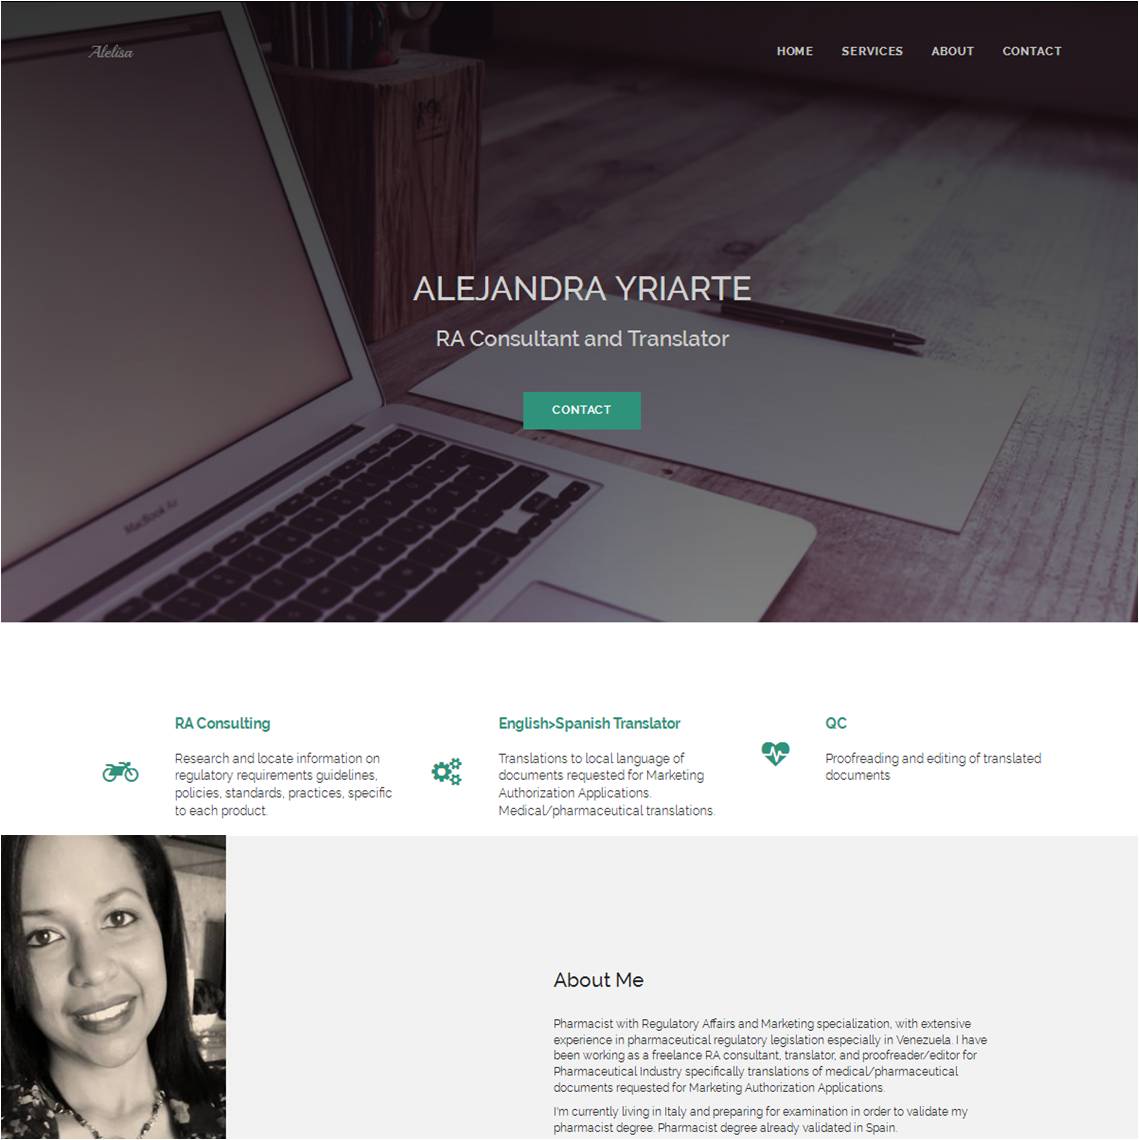 Alelisa
HOME SERVICES ABOUT CONTACT
ALEJANDRA YRIARTE
RA Consultant and Translator
CONTACT
MacBook Air
RA Consulting
Research and locate information on
regulatory requirements guidelines,
policies, standards, practices, specific
to each product.
English>Spanish Translator
Translations to local language of
documents requested for Marketing
Authorization Applications.
Medical/pharmaceutical translations.
QC
Proofreading and editing of translated
documents
About Me
Pharmacist with Regulatory Affairs and Marketing specialization, with extensive
experience in pharmaceutical regulatory legislation especially in Venezuela. I have
been working as a freelance RA consultant, translator, and proofreader/editor for
Pharmaceutical Industry specifically translations of medical/pharmaceutical
documents requested for Marketing Authorization Applications.
I'm currently living in Italy and preparing for examination in order to validate my
pharmacist degree. Pharmacist degree already validated in Spain.